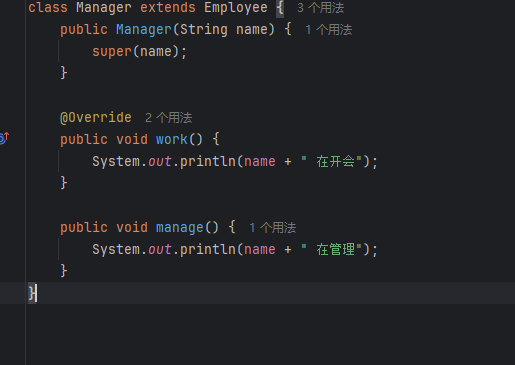 class Manager extends Employee { 3 个用法
public Manager(String name) { 1 个用法
super(name);
}
@Override 2 个用法
public void work() {
System.out.println(name + " 在开会");
}
public void manage() { 1 个用法
System.out.println(name + " 在管理");
}
}